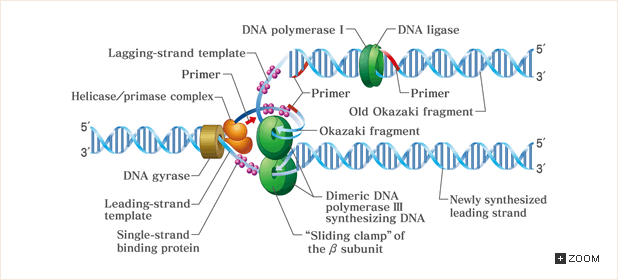 DNA polymerase I
DNA ligase
Lagging-strand template
5´
3´
Primer
Primer
Primer
Helicase/primase complex
Old Okazaki fragment
5´
3´
Okazaki fragment
5´
3´
DNA gyrase
Leading-strand
template
Dimeric DNA
polymerase Ⅲ
synthesizing DNA
Newly synthesized
leading strand
Single-strand
binding protein
“Sliding clamp” of
the β subunit
+ ZOOM